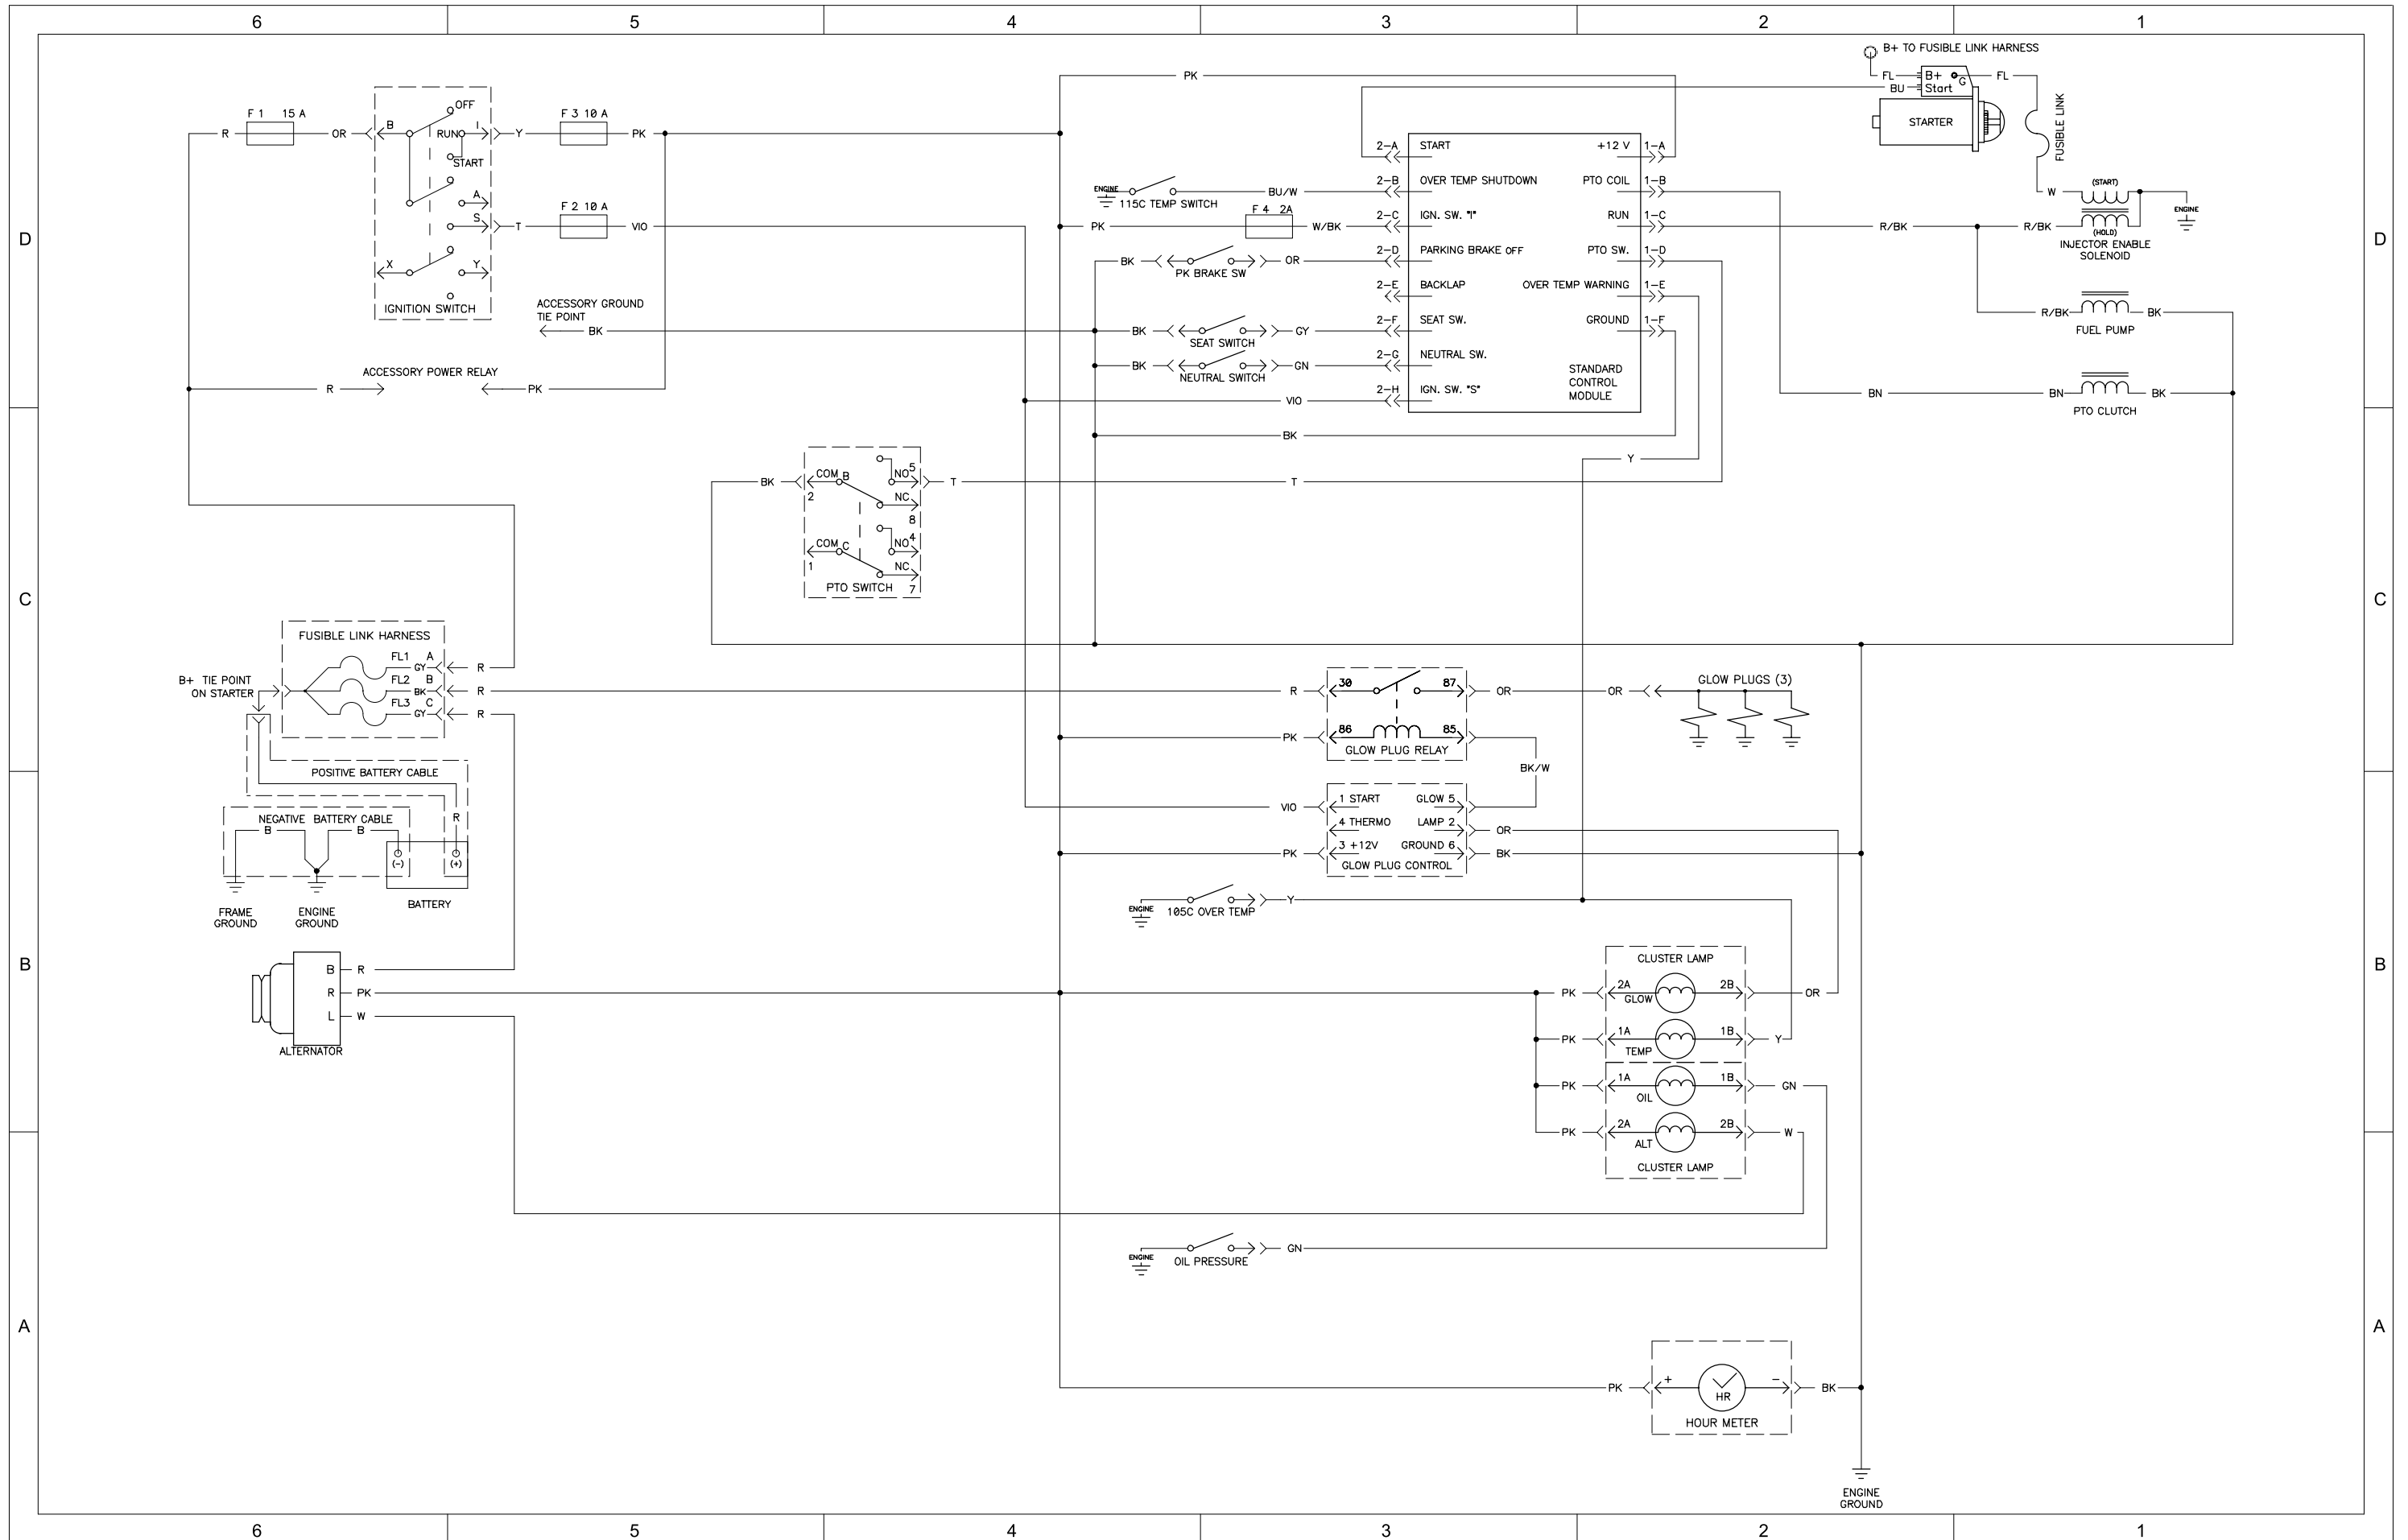 6 5 4 3 2 1
B+ TO FUSIBLE LINK HARNESS
FL B+ G FL
BU Start
STARTER
FUSIBLE LINK
W (START)
ENGINE
R/BK R/BK
(HOLD)
INJECTOR ENABLE
SOLENOID
R/BK BK
FUEL PUMP
BN BN BK
PTO CLUTCH
PK
F 1 15 A
R OR B OFF
RUN I
START
Y F 3 10 A PK
A
S T F 2 10 A VIO
X Y
IGNITION SWITCH
ACCESSORY GROUND
TIE POINT
BK
ACCESSORY POWER RELAY
R PK
2-A START +12 V 1-A
2-B OVER TEMP SHUTDOWN PTO COIL 1-B
2-C IGN. SW. "I" RUN 1-C
2-D PARKING BRAKE OFF PTO SW. 1-D
2-E BACKLAP OVER TEMP WARNING 1-E
2-F SEAT SW. GROUND 1-F
2-G NEUTRAL SW.
2-H IGN. SW. "S"
STANDARD
CONTROL
MODULE
ENGINE BU/W
115C TEMP SWITCH
PK F 4 2A W/BK
BK OR
PK BRAKE SW
BK GY
SEAT SWITCH
BK GN
NEUTRAL SWITCH
VIO
BK
Y
D D
BK COM B NO 5 T T
2 NC
8
COM C NO 4
1 NC
PTO SWITCH 7
C C
FUSIBLE LINK HARNESS
FL1 A
GY R
B+ TIE POINT
ON STARTER
FL2 B
BK R
FL3 C
GY R
R 30 87 OR OR
GLOW PLUGS (3)
PK 86 85
GLOW PLUG RELAY
BK/W
POSITIVE BATTERY CABLE
NEGATIVE BATTERY CABLE
B B R
(-) (+)
BATTERY
FRAME
GROUND
ENGINE
GROUND
VIO 1 START GLOW 5
4 THERMO LAMP 2 OR
PK 3 +12V GROUND 6 BK
GLOW PLUG CONTROL
ENGINE Y
105C OVER TEMP
B B
B R
R PK
L W
ALTERNATOR
CLUSTER LAMP
PK 2A 2B OR
GLOW
PK 1A 1B Y
TEMP
PK 1A 1B GN
OIL
PK 2A 2B W
ALT
CLUSTER LAMP
ENGINE GN
OIL PRESSURE
A A
PK + HR - BK
HOUR METER
ENGINE
GROUND
6 5 4 3 2 1